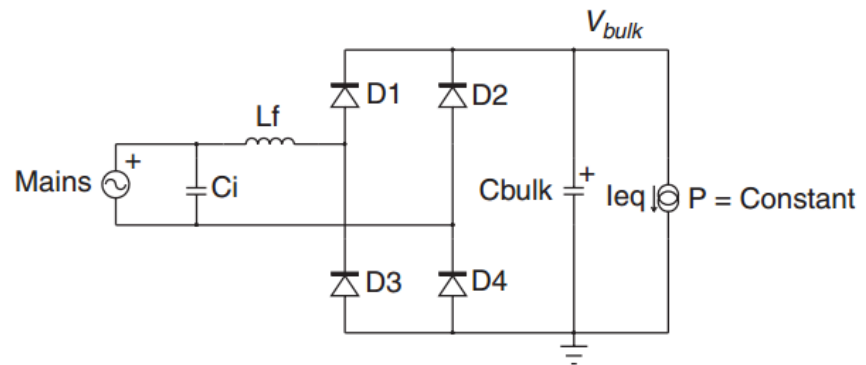 Vbulk
D1
D2
Lf
Mains
+
Ci
Cbulk
+
Ieq
P = Constant
D3
D4